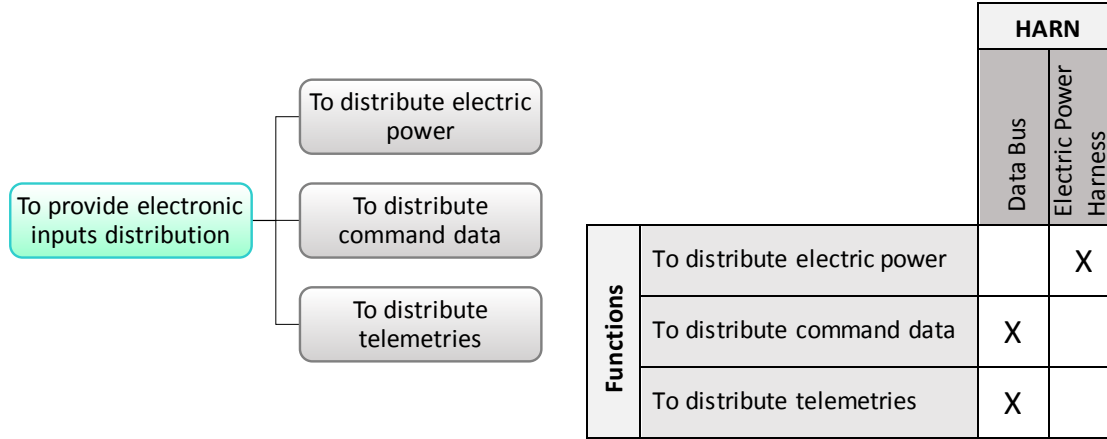 To provide electronic
inputs distribution
To distribute electric
power
To distribute
command data
To distribute
telemetries
HARN
Data Bus
Electric Power
Harness
Functions
To distribute electric power
X
To distribute command data
X
To distribute telemetries
X